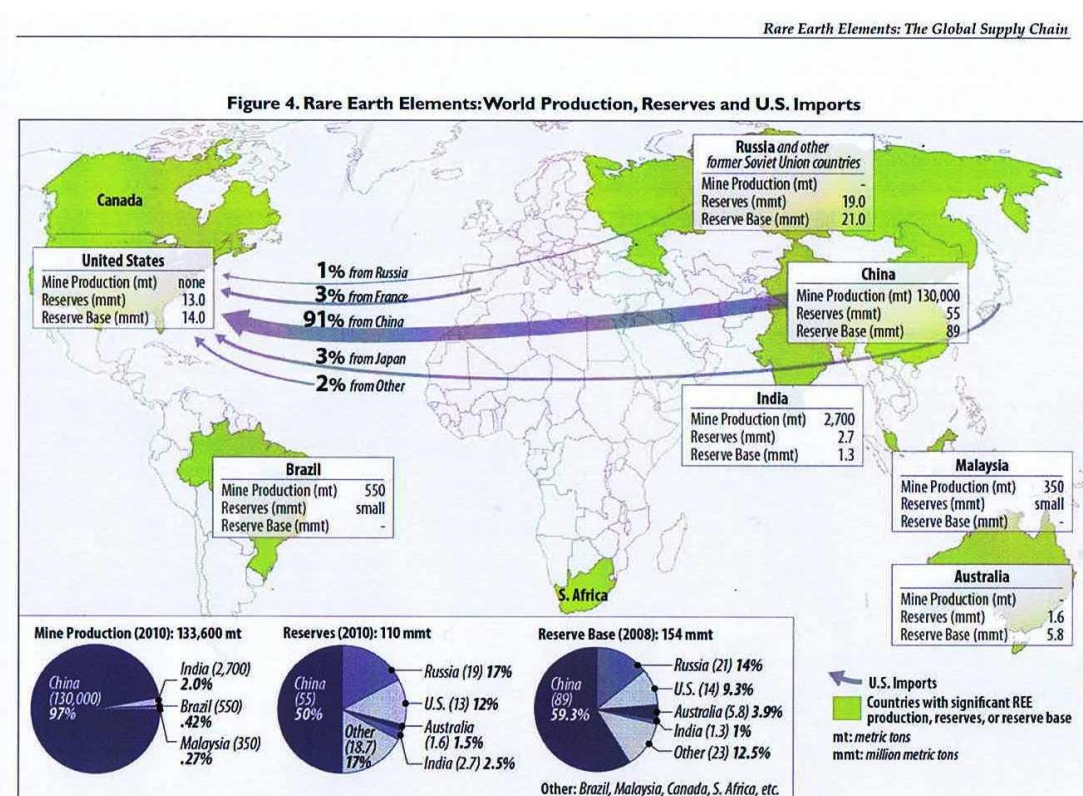 Rare Earth Elements: The Global Supply Chain
Figure 4. Rare Earth Elements: World Production, Reserves and U.S. Imports
Canada
Russia and other
former Soviet Union countries
Mine Production (mt) -
Reserves (mmt) 19.0
Reserve Base (mmt) 21.0
United States
Mine Production (mt) none
Reserves (mmt) 13.0
Reserve Base (mmt) 14.0
1% from Russia
3% from France
91% from China
3% from Japan
2% from Other
China
Mine Production (mt) 130,000
Reserves (mmt) 55
Reserve Base (mmt) 89
India
Mine Production (mt) 2,700
Reserves (mmt) 2.7
Reserve Base (mmt) 1.3
Brazil
Mine Production (mt) 550
Reserves (mmt) small
Reserve Base (mmt) -
Malaysia
Mine Production (mt) 350
Reserves (mmt) small
Reserve Base (mmt) -
S. Africa
Australia
Mine Production (mt) -
Reserves (mmt) 1.6
Reserve Base (mmt) 5.8
Mine Production (2010): 133,600 mt
China
(130,000)
97%
India (2,700)
2.0%
Brazil (550)
.42%
Malaysia (350)
.27%
Reserves (2010): 110 mmt
China
(55)
50%
Russia (19) 17%
U.S. (13) 12%
Australia
(1.6) 1.5%
India (2.7) 2.5%
Other
(18.7)
17%
Reserve Base (2008): 154 mmt
China
(89)
59.3%
Russia (21) 14%
U.S. (14) 9.3%
Australia (5.8) 3.9%
India (1.3) 1%
Other (23) 12.5%
Other: Brazil, Malaysia, Canada, S. Africa, etc.
U.S. Imports
Countries with significant REE
production, reserves, or reserve base
mt: metric tons
mmt: million metric tons